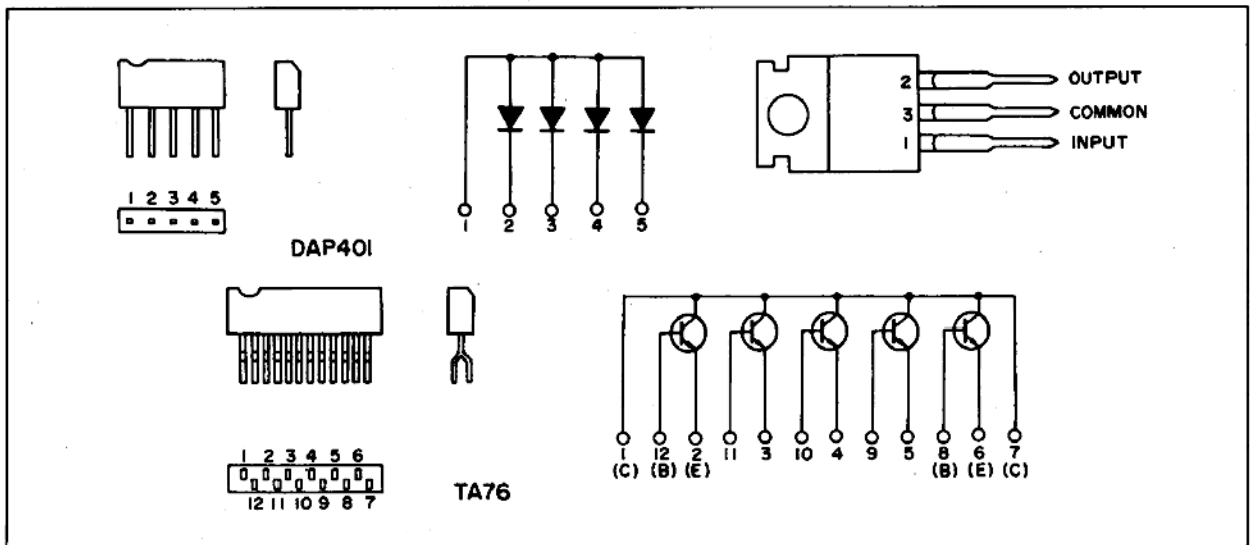 2 OUTPUT
3 COMMON
1 INPUT
1 2 3 4 5
1 2 3 4 5
DAP401
1 12 2 11 3 10 4 9 5 8 6 7
(C) (B) (E) (B) (E) (C)
1 2 3 4 5 6
12 11 10 9 8 7
TA76